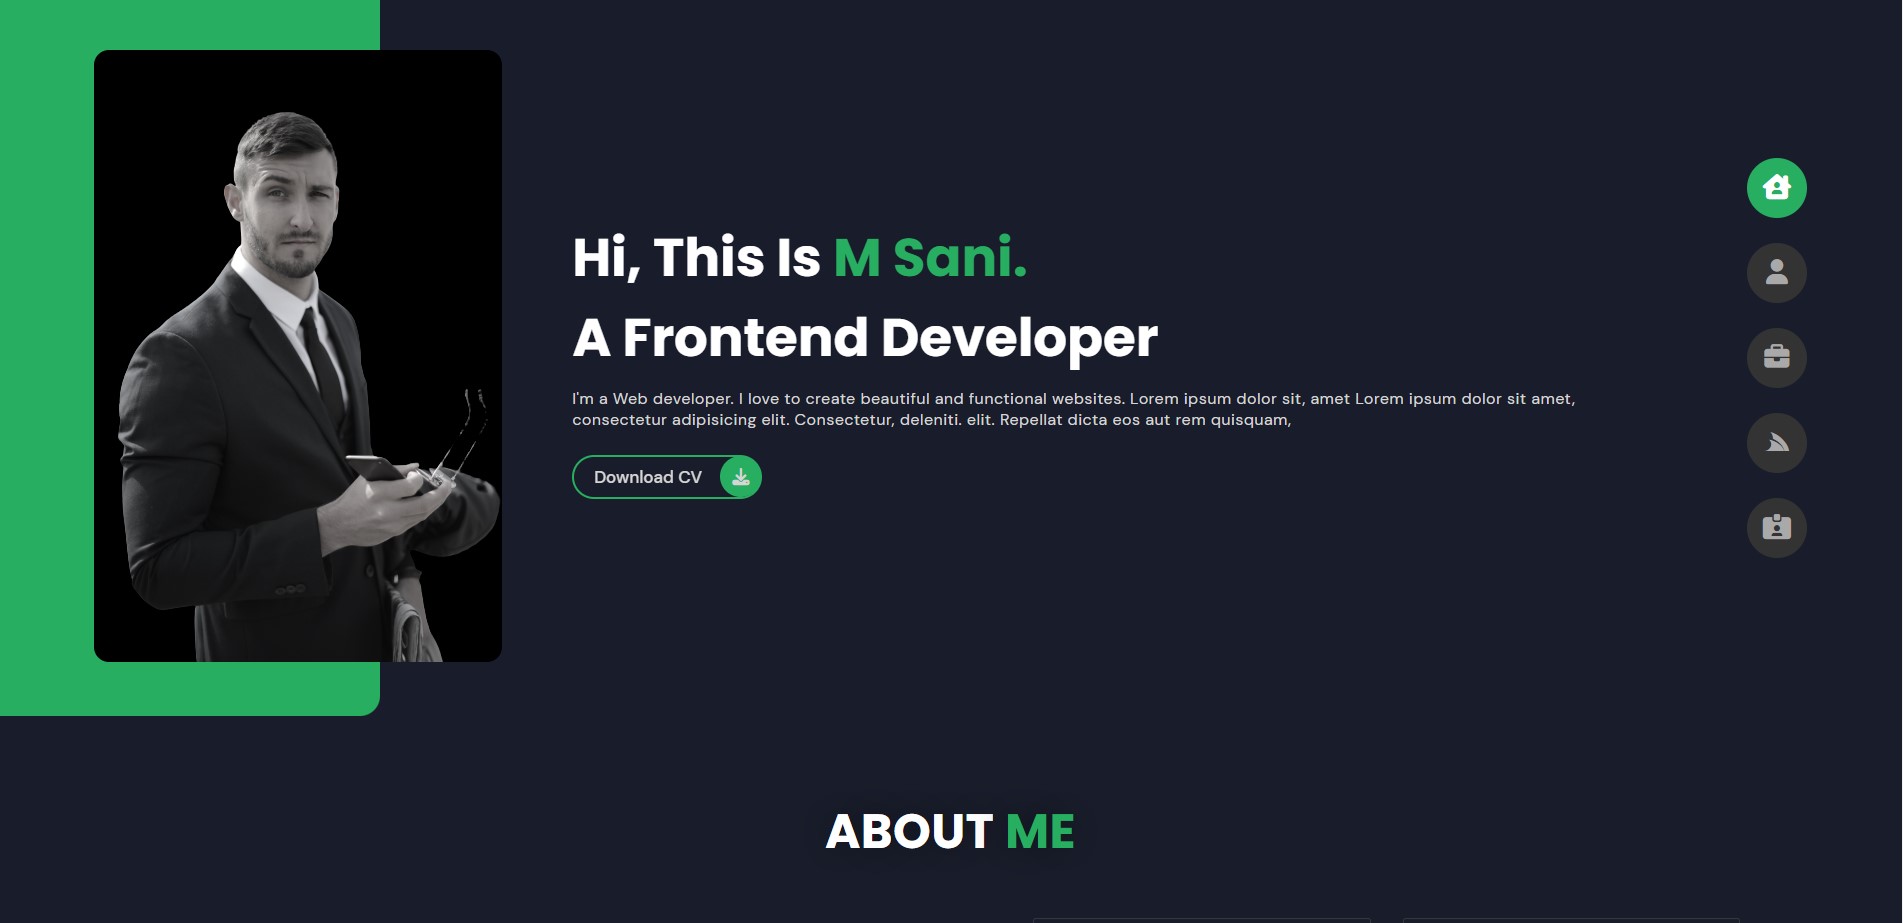 Hi, This Is M Sani.
A Frontend Developer
I'm a Web developer. I love to create beautiful and functional websites. Lorem ipsum dolor sit, amet Lorem ipsum dolor sit amet,
consectetur adipisicing elit. Consectetur, deleniti. elit. Repellat dicta eos aut rem quisquam,
Download CV
ABOUT ME